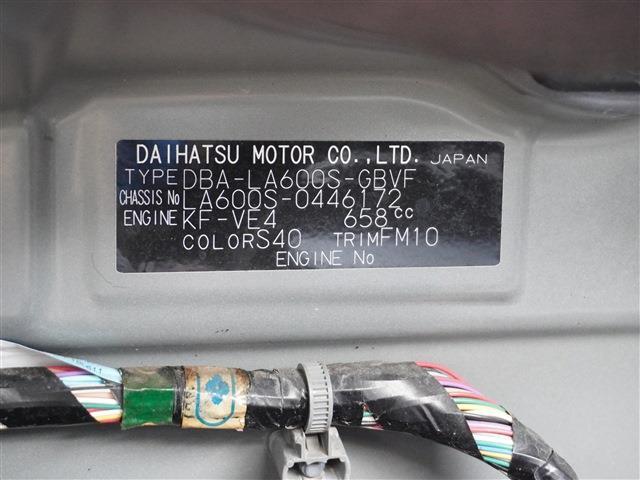 DAIHATSU MOTOR CO.,LTD. JAPAN
TYPE DBA-LA600S-GBVF
CHASSIS No LA600S-0446172
ENGINE KF-VE4 658cc
COLOR S40 TRIM FM10
ENGINE No